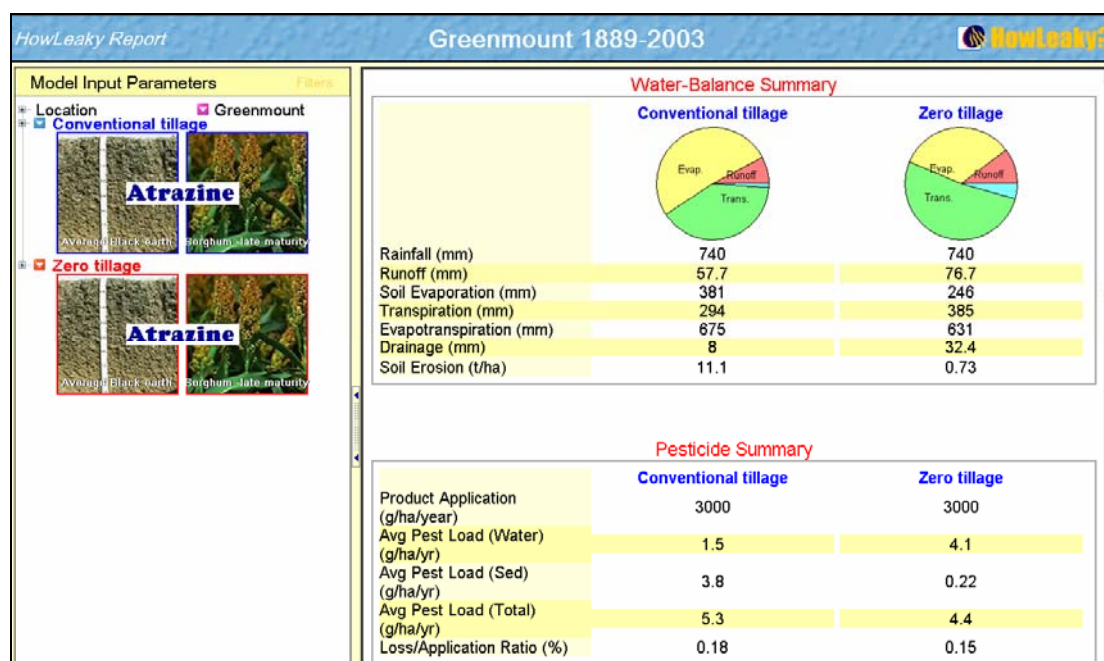 HowLeaky Report
Greenmount 1889-2003
HowLeaky?
Model Input Parameters
Filters
Location
Greenmount
Conventional tillage
Atrazine
Average Black earth
Sorghum -late maturity
Zero tillage
Atrazine
Average Black earth
Sorghum -late maturity
Water-Balance Summary
Conventional tillage Zero tillage
Evap. Runoff Trans.
Evap. Runoff Trans.
Rainfall (mm) 740 740
Runoff (mm) 57.7 76.7
Soil Evaporation (mm) 381 246
Transpiration (mm) 294 385
Evapotranspiration (mm) 675 631
Drainage (mm) 8 32.4
Soil Erosion (t/ha) 11.1 0.73
Pesticide Summary
Conventional tillage Zero tillage
Product Application
(g/ha/year) 3000 3000
Avg Pest Load (Water)
(g/ha/yr) 1.5 4.1
Avg Pest Load (Sed)
(g/ha/yr) 3.8 0.22
Avg Pest Load (Total)
(g/ha/yr) 5.3 4.4
Loss/Application Ratio (%) 0.18 0.15